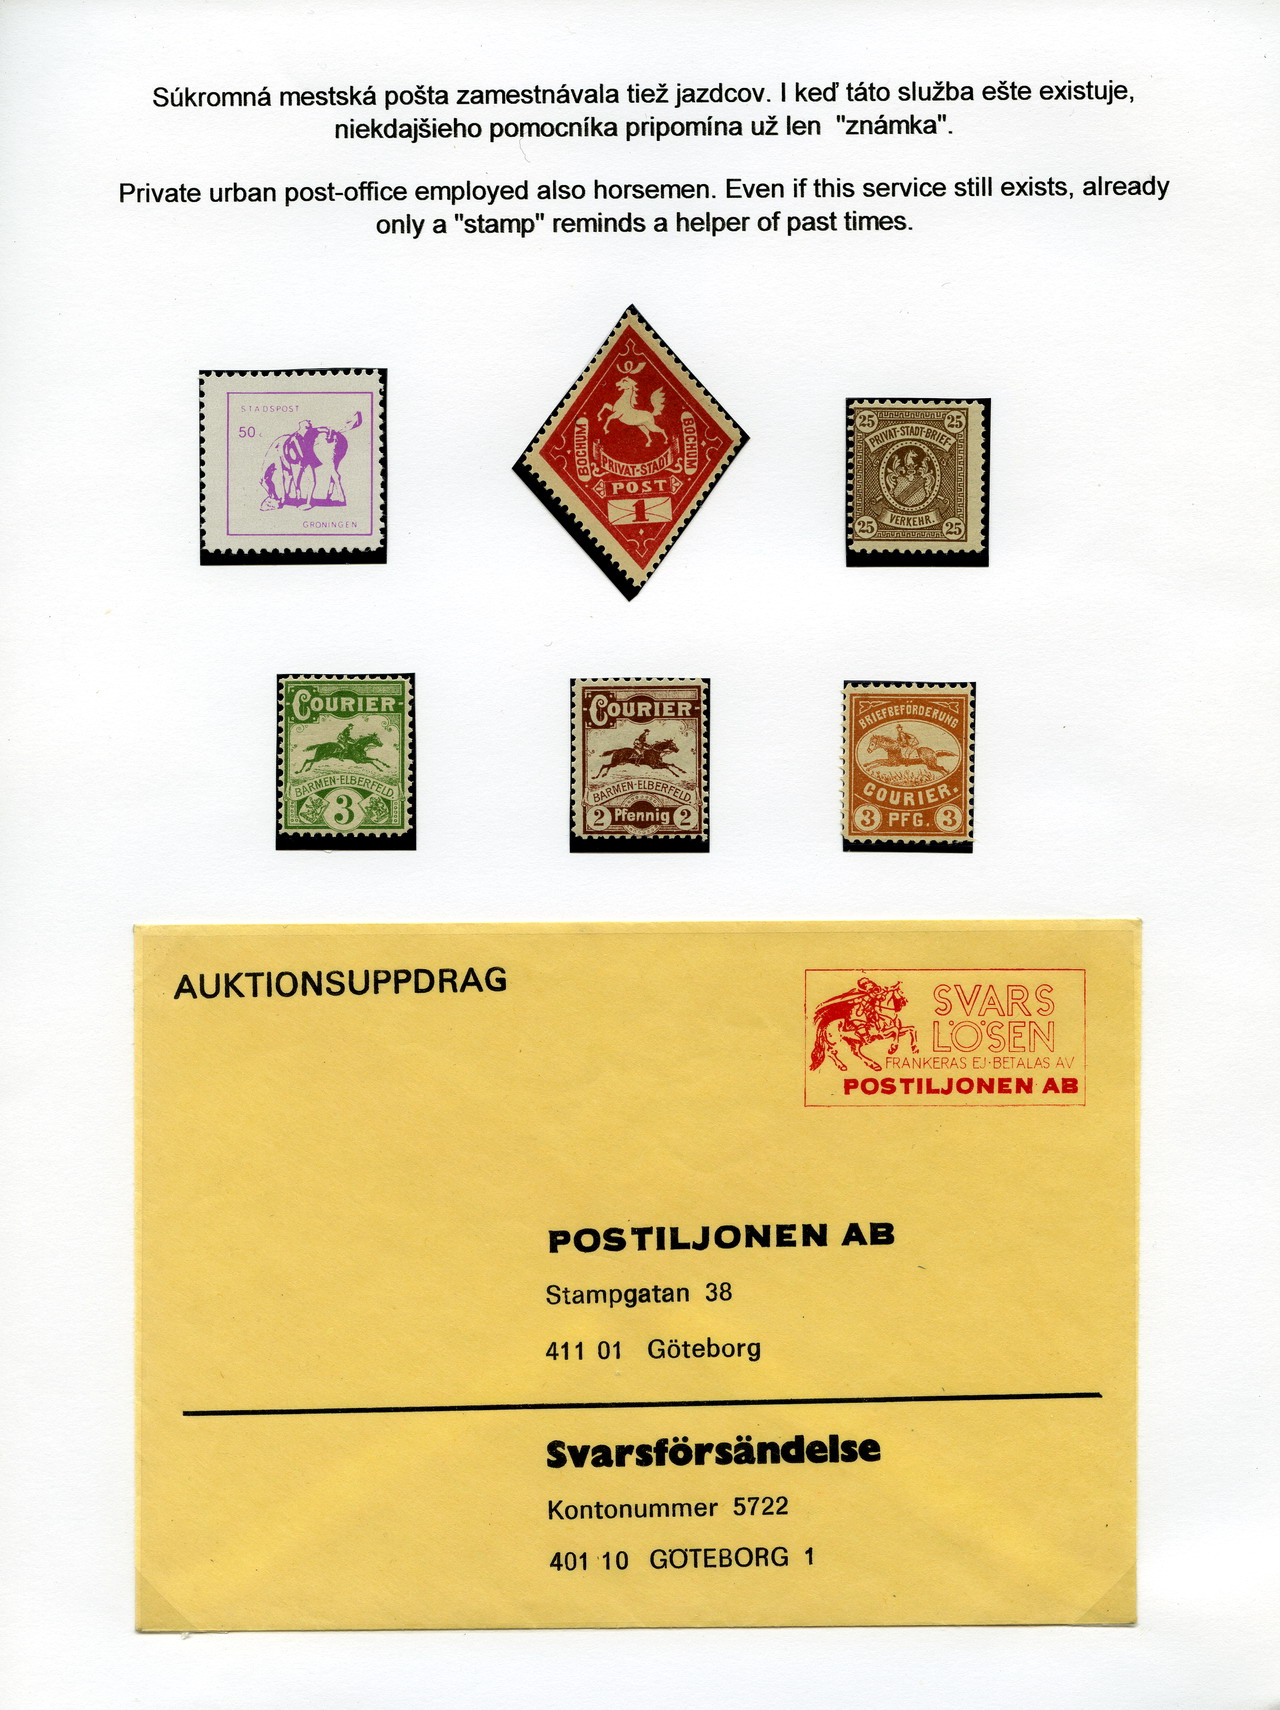 Súkromná mestská pošta zamestnávala tiež jazdcov. I keď táto služba ešte existuje,
niekdajšieho pomocníka pripomína už len "známka".
Private urban post-office employed also horsemen. Even if this service still exists, already
only a "stamp" reminds a helper of past times.
STADSPOST
50 c
GRONINGEN
BOCHUM
BOCHUM
PRIVAT-STADT
POST
1
25 25
PRIVAT-STADT-BRIEF-
VERKEHR.
25 25
COURIER
BARMEN-ELBERFELD.
3
COURIER
BARMEN-ELBERFELD.
2 Pfennig 2
BRIEFBEFÖRDERUNG
COURIER.
3 PFG. 3
AUKTIONSUPPDRAG
SVARS
LÖSEN
FRANKERAS EJ·BETALAS AV
POSTILJONEN AB
POSTILJONEN AB
Stampgatan 38
411 01 Göteborg
Svarsförsändelse
Kontonummer 5722
401 10 GÖTEBORG 1